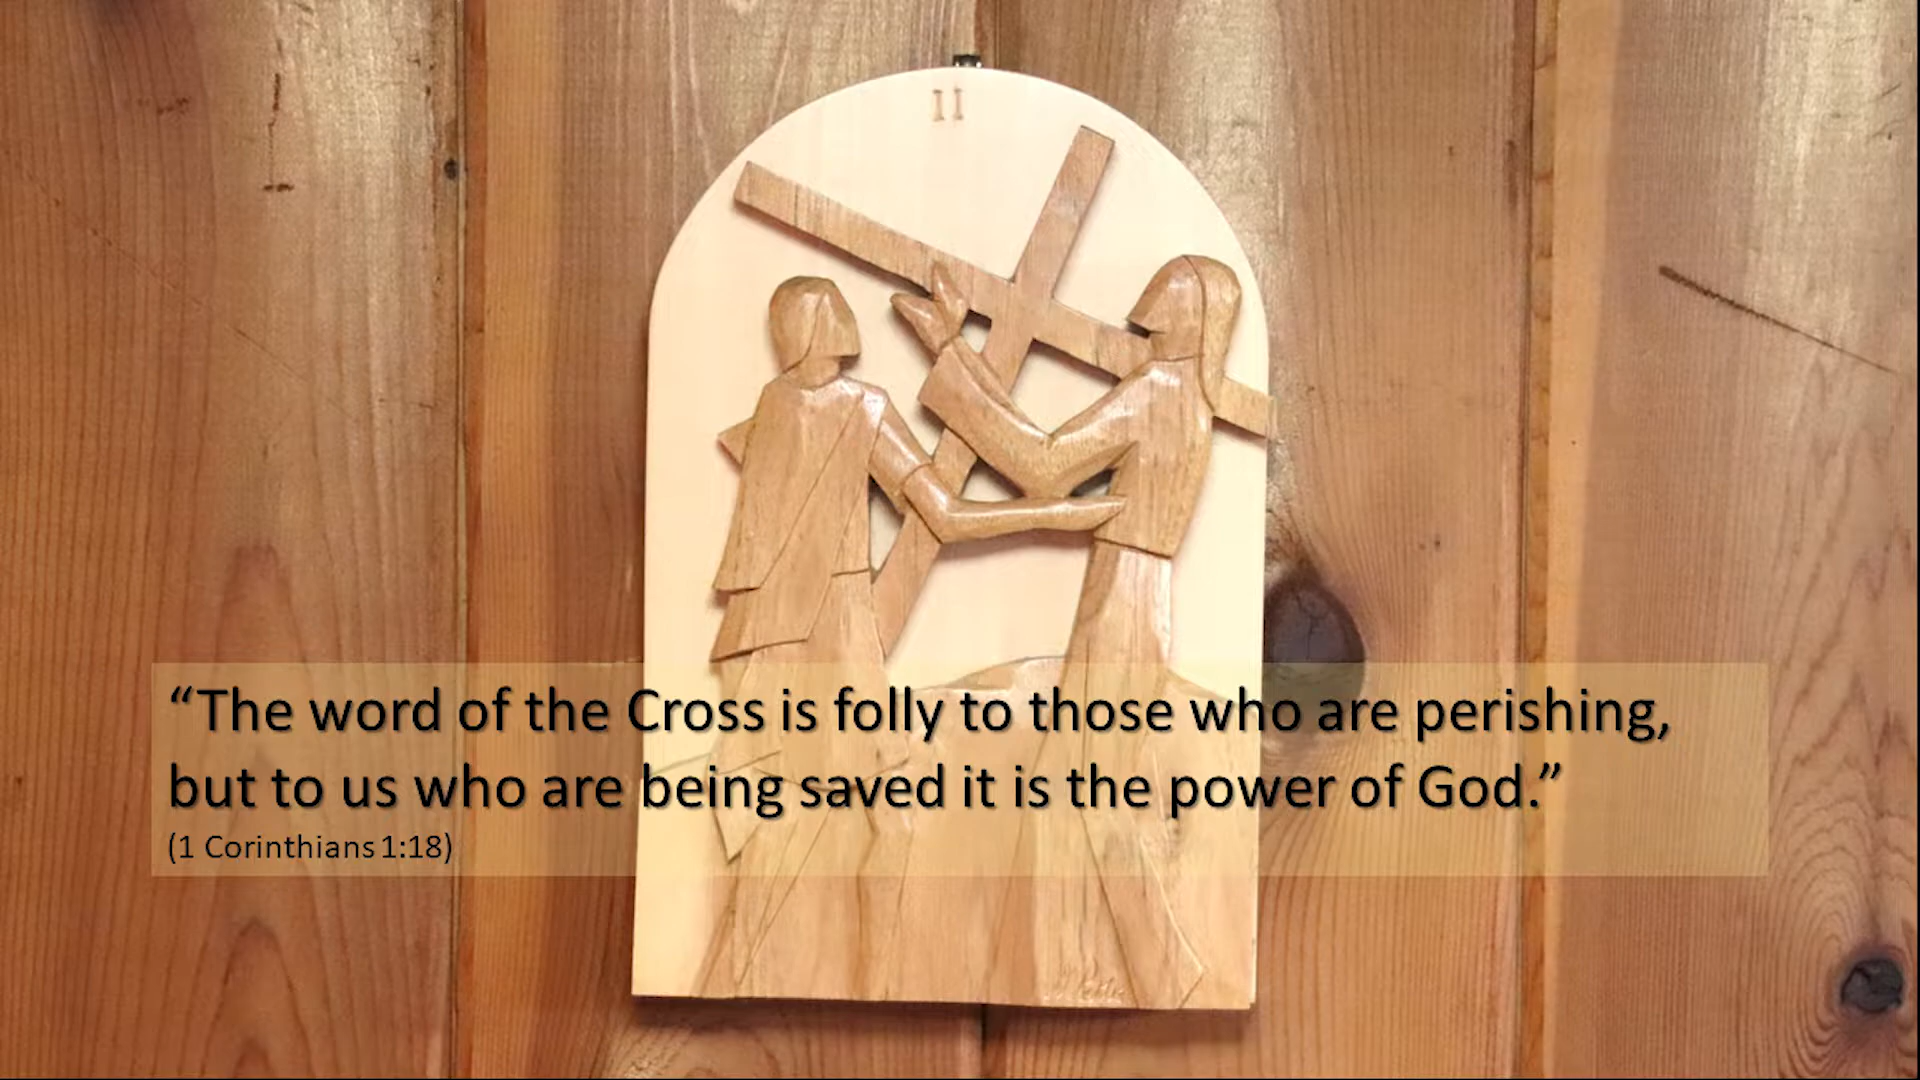 II
“The word of the Cross is folly to those who are perishing,
but to us who are being saved it is the power of God.”
(1 Corinthians 1:18)